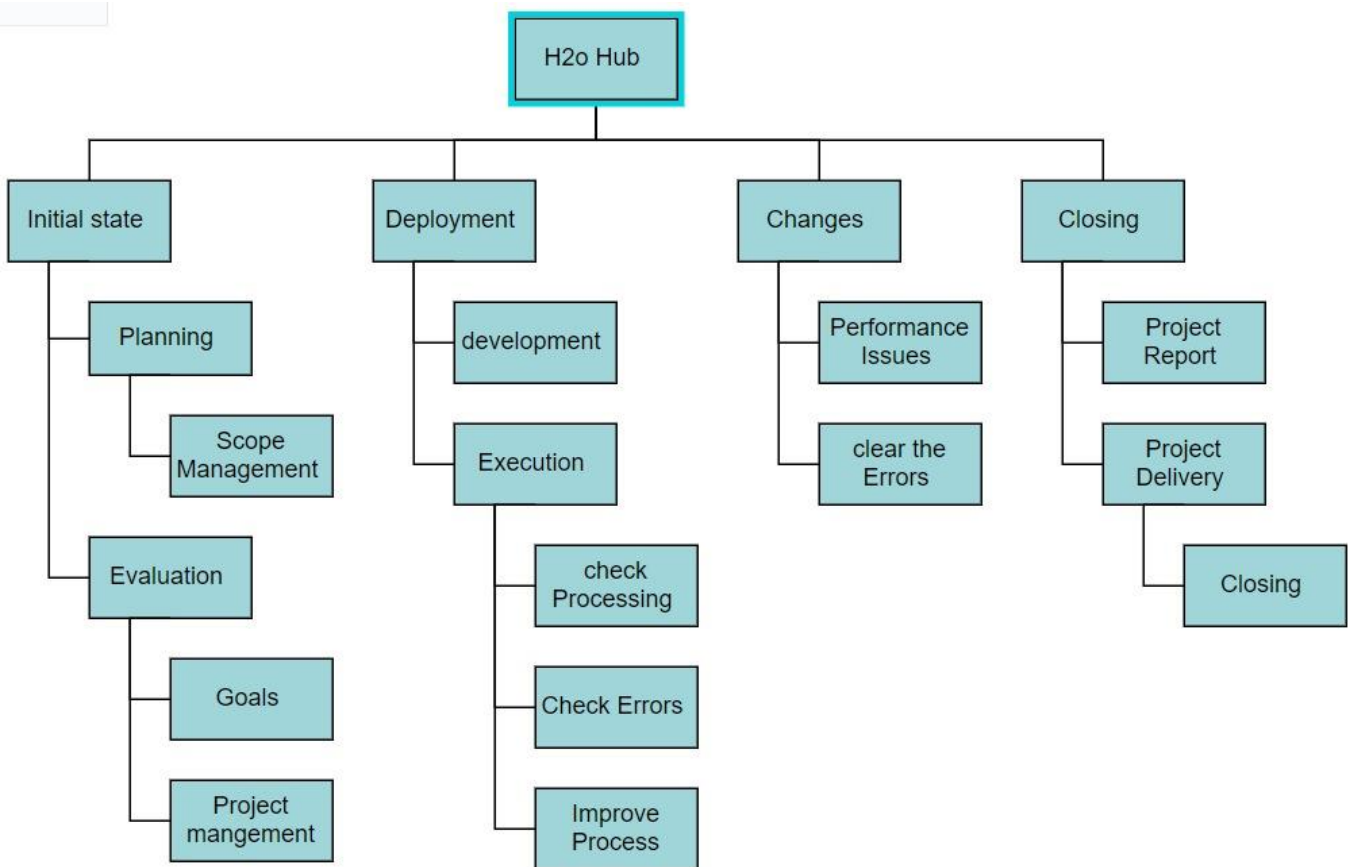 H2o Hub
Initial state
Deployment
Changes
Closing
Planning
Scope
Management
Evaluation
Goals
Project
mangement
development
Execution
check
Processing
Check Errors
Improve
Process
Performance
Issues
clear the
Errors
Project
Report
Project
Delivery
Closing